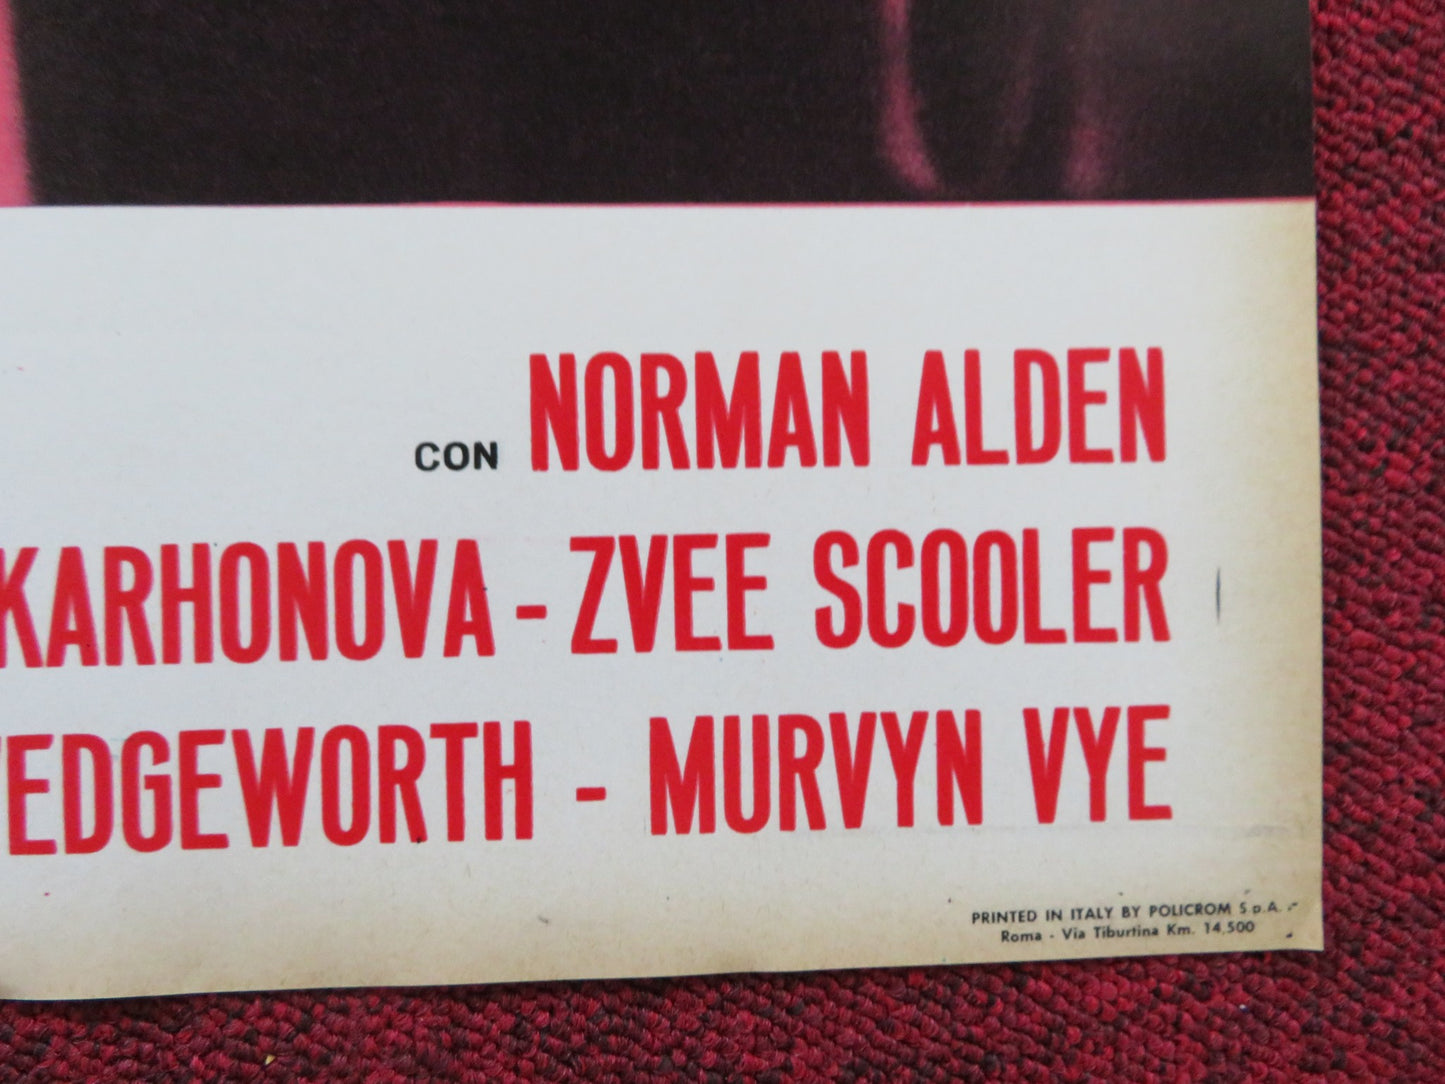 CON NORMAN ALDEN
KARHONOVA - ZVEE SCOOLER
EDGEWORTH - MURVYN VYE
PRINTED IN ITALY BY POLICROM S.p.A.
Roma - Via Tiburtina Km. 14,500